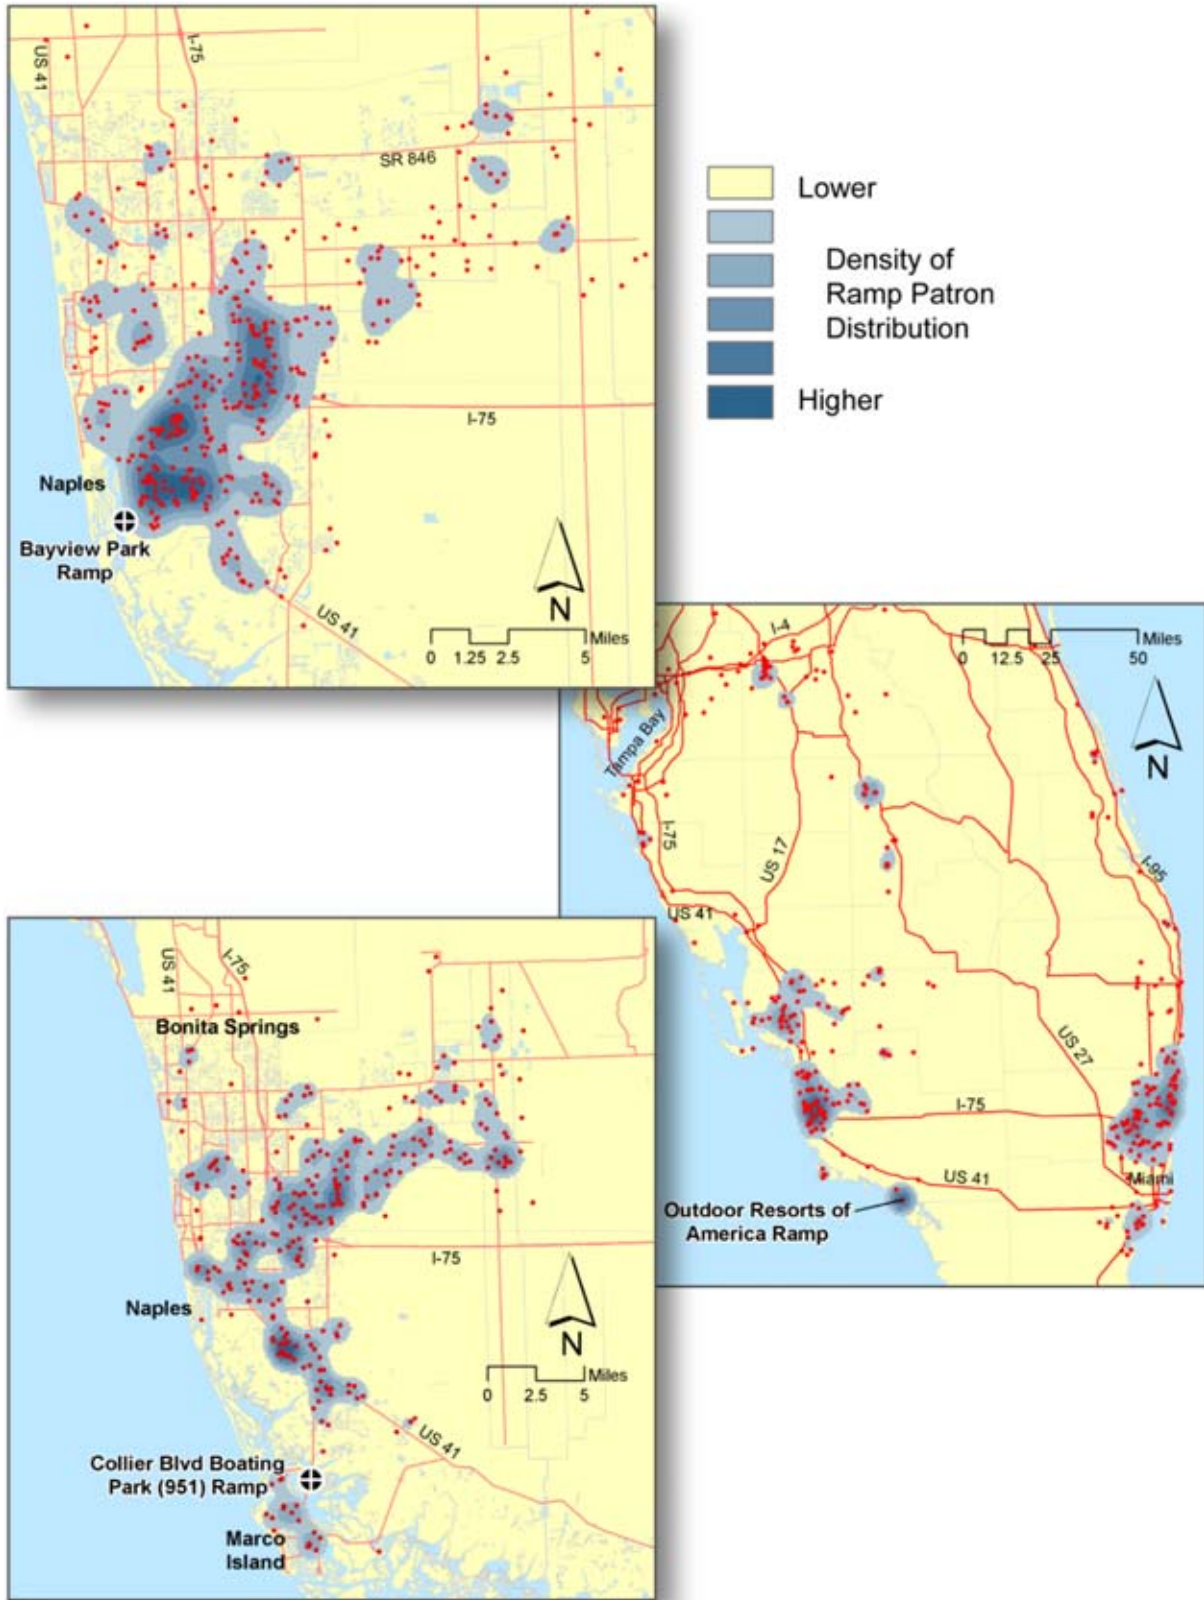 US 41
I-75
SR 846
I-75
Naples
Bayview Park
Ramp
US 41
N
Miles
0 1.25 2.5 5
Lower
Density of
Ramp Patron
Distribution
Higher
I-4
Miles
0 12.5 25 50
N
Tampa Bay
I-75
US 17
I-95
US 41
US 27
I-75
US 41
Miami
Outdoor Resorts of
America Ramp
US 41
I-75
Bonita Springs
I-75
Naples
N
Miles
0 2.5 5
US 41
Collier Blvd Boating
Park (951) Ramp
Marco
Island